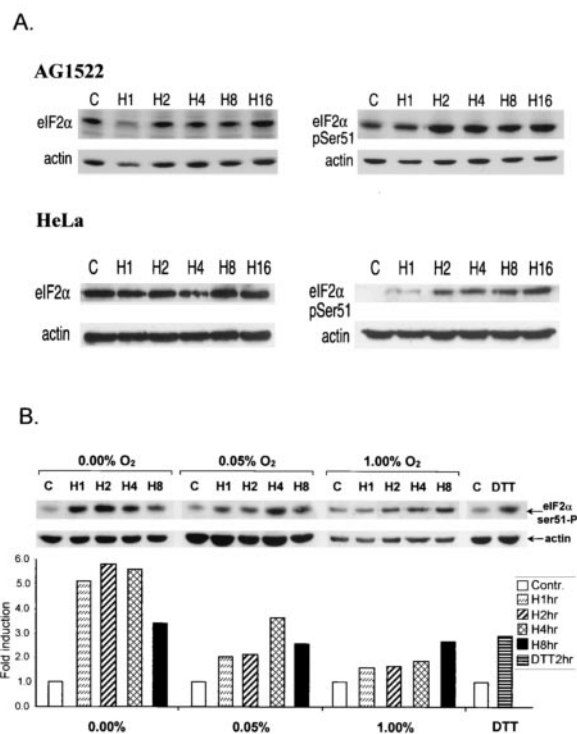 A.
AG1522
C H1 H2 H4 H8 H16
eIF2α
actin
C H1 H2 H4 H8 H16
eIF2α
pSer51
actin
HeLa
C H1 H2 H4 H8 H16
eIF2α
actin
C H1 H2 H4 H8 H16
eIF2α
pSer51
actin
B.
0.00% O₂ 0.05% O₂ 1.00% O₂
C H1 H2 H4 H8 C H1 H2 H4 H8 C H1 H2 H4 H8 C DTT
eIF2α
ser51-P
actin
Fold induction
6.0
5.0
4.0
3.0
2.0
1.0
0.0
Contr.
H1hr
H2hr
H4hr
H8hr
DTT2hr
0.00% 0.05% 1.00% DTT